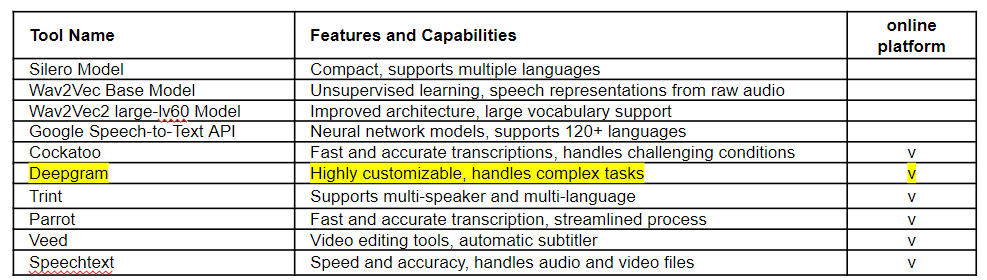 Tool Name Features and Capabilities online platform
Silero Model Compact, supports multiple languages
Wav2Vec Base Model Unsupervised learning, speech representations from raw audio
Wav2Vec2 large-lv60 Model Improved architecture, large vocabulary support
Google Speech-to-Text API Neural network models, supports 120+ languages
Cockatoo Fast and accurate transcriptions, handles challenging conditions v
Deepgram Highly customizable, handles complex tasks v
Trint Supports multi-speaker and multi-language v
Parrot Fast and accurate transcription, streamlined process v
Veed Video editing tools, automatic subtitler v
Speechtext Speed and accuracy, handles audio and video files v